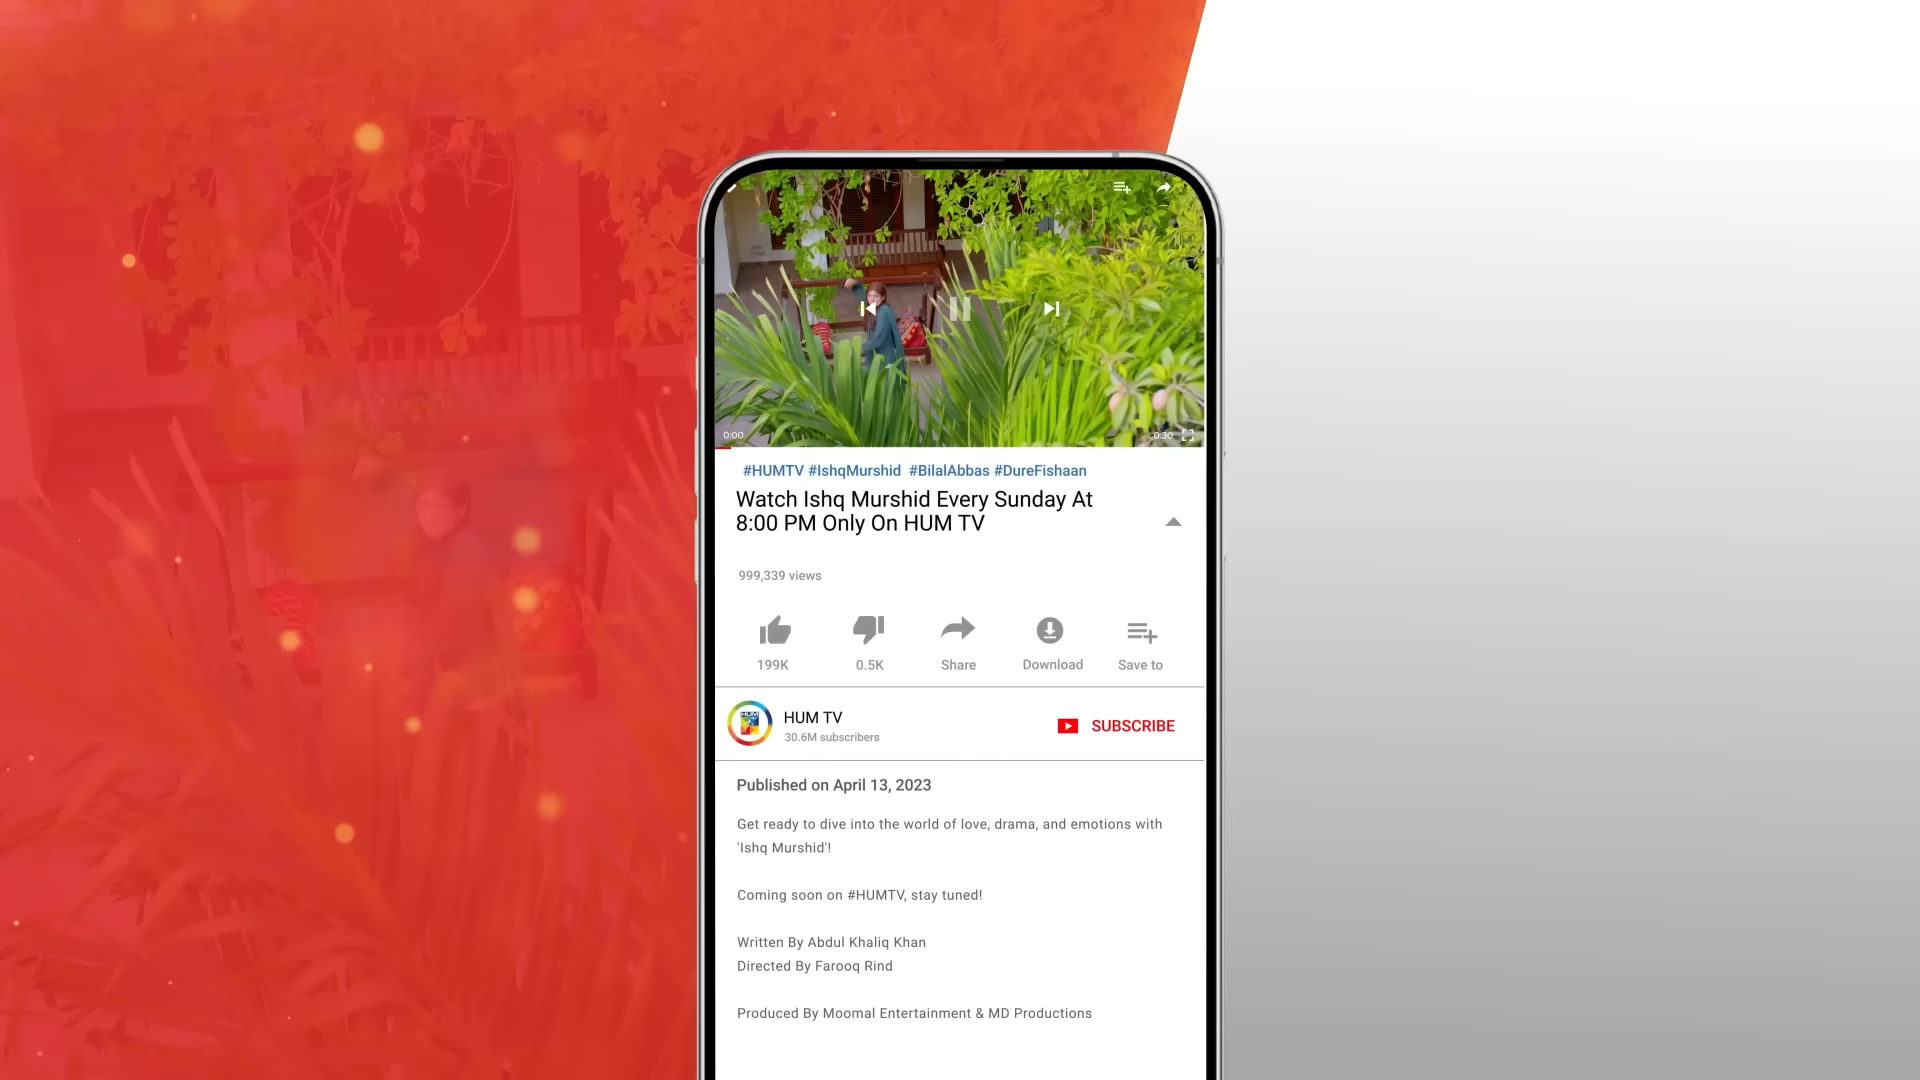 0:00
0:30
#HUMTV #IshqMurshid #BilalAbbas #DureFishaan
Watch Ishq Murshid Every Sunday At
8:00 PM Only On HUM TV
999,339 views
199K
0.5K
Share
Download
Save to
HUM
HUM TV
30.6M subscribers
SUBSCRIBE
Published on April 13, 2023
Get ready to dive into the world of love, drama, and emotions with
'Ishq Murshid'!
Coming soon on #HUMTV, stay tuned!
Written By Abdul Khaliq Khan
Directed By Farooq Rind
Produced By Moomal Entertainment & MD Productions